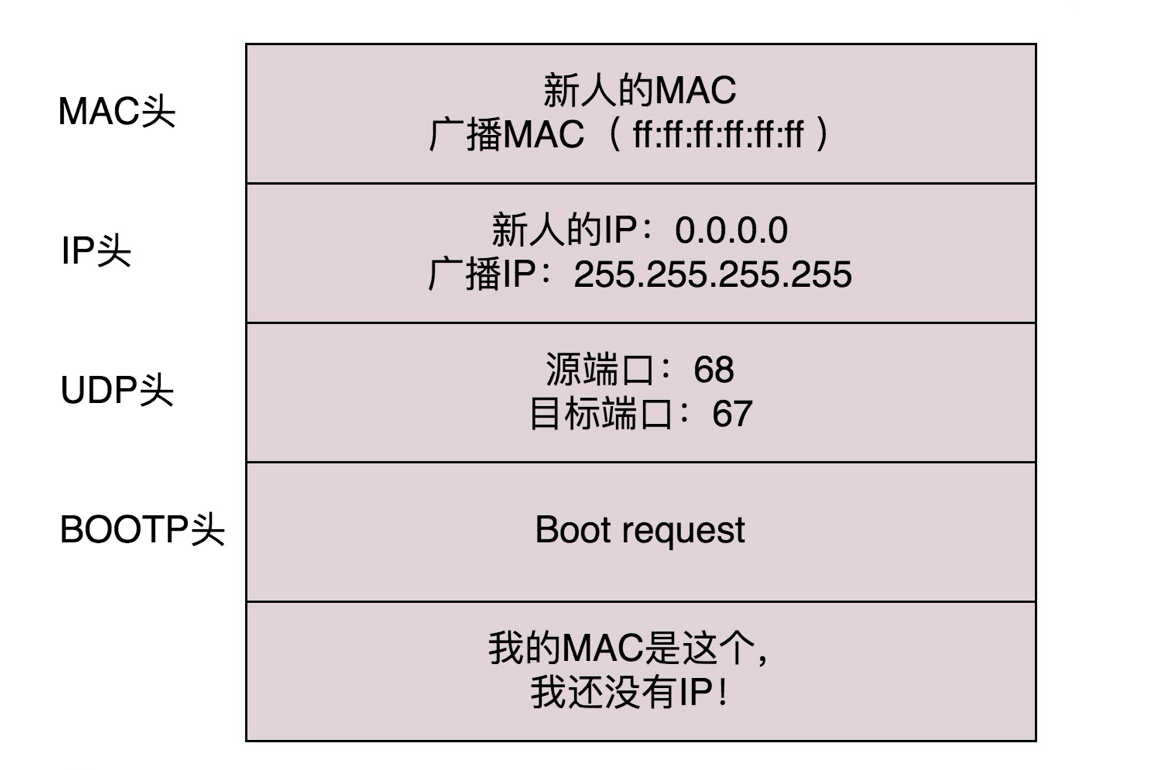 MAC头
新人的MAC
广播MAC（ff:ff:ff:ff:ff:ff）
IP头
新人的IP：0.0.0.0
广播IP：255.255.255.255
UDP头
源端口：68
目标端口：67
BOOTP头
Boot request
我的MAC是这个，
我还没有IP！